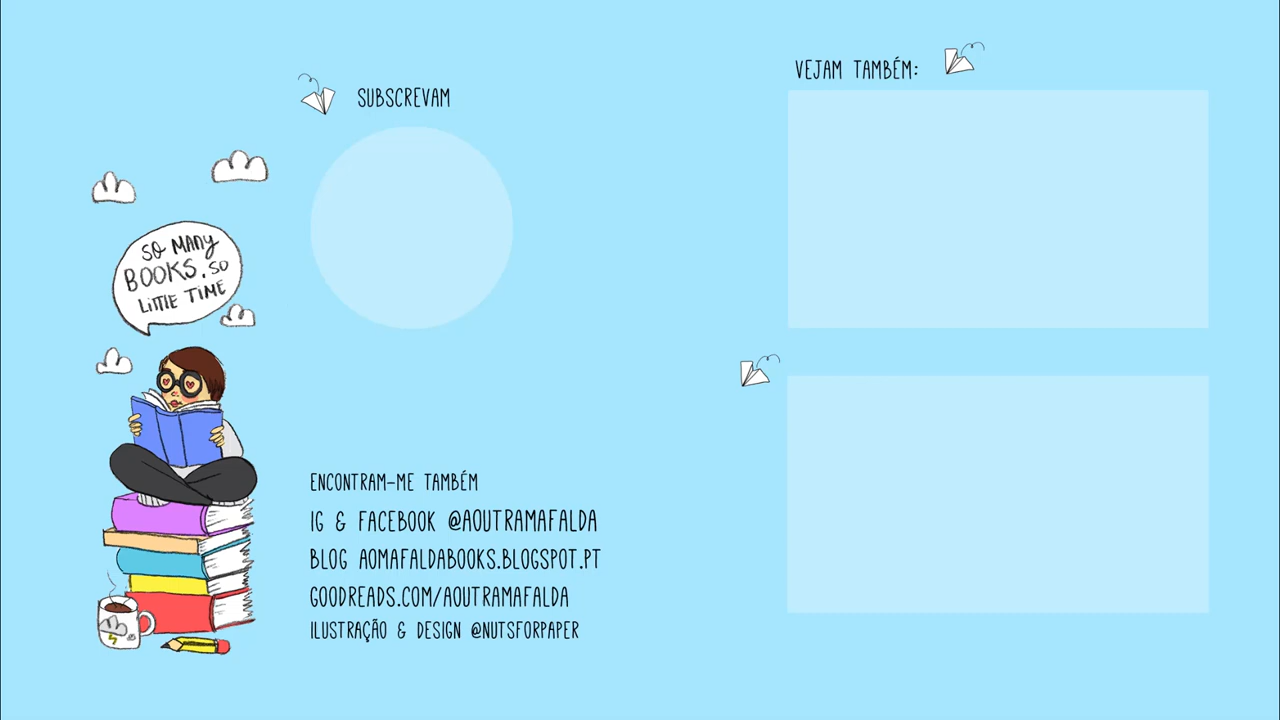 VEJAM TAMBÉM:
SUBSCREVAM
SO MANY
BOOKS, SO
LITTLE TIME
ENCONTRAM-ME TAMBÉM
IG & FACEBOOK @AOUTRAMAFALDA
BLOG AOMAFALDABOOKS.BLOGSPOT.PT
GOODREADS.COM/AOUTRAMAFALDA
ILUSTRAÇÃO & DESIGN @NUTSFORPAPER